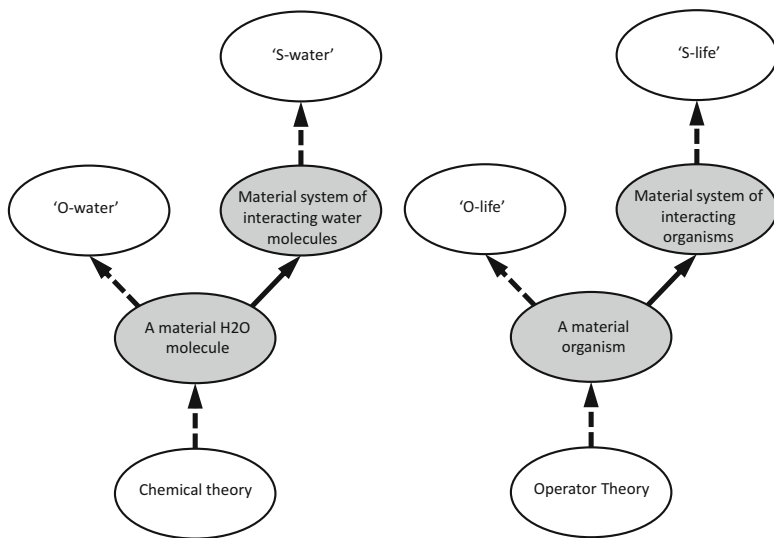 ‘S-water’
‘O-water’
Material system of
interacting water
molecules
A material H2O
molecule
Chemical theory
‘S-life’
‘O-life’
Material system of
interacting
organisms
A material
organism
Operator Theory